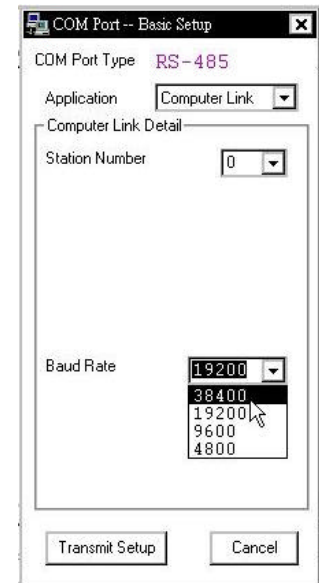 COM Port -- Basic Setup
COM Port Type RS-485
Application Computer Link
Computer Link Detail
Station Number 0
Baud Rate 19200
38400
19200
9600
4800
Transmit Setup Cancel